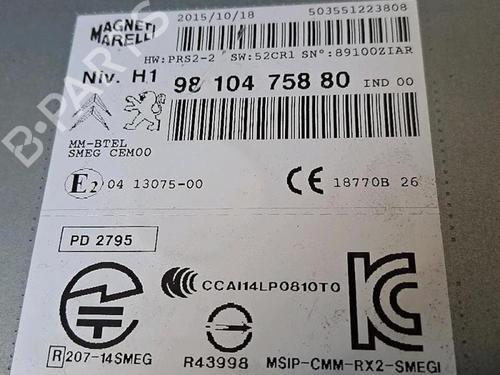 MAGNETI MARELLI
2015/10/18
503551223808
HW:PRS2-2 SW:52CR1 SN°:89100ZIAR
Niv. H1 98 104 758 80 IND 00
MM-BTEL
SMEG CEM00
E2 04 13075-00
CE 18770B 26
PD 2795
CCAI14LP0810T0
R 207-14SMEG
R43998
MSIP-CMM-RX2-SMEGI
B-PARTS